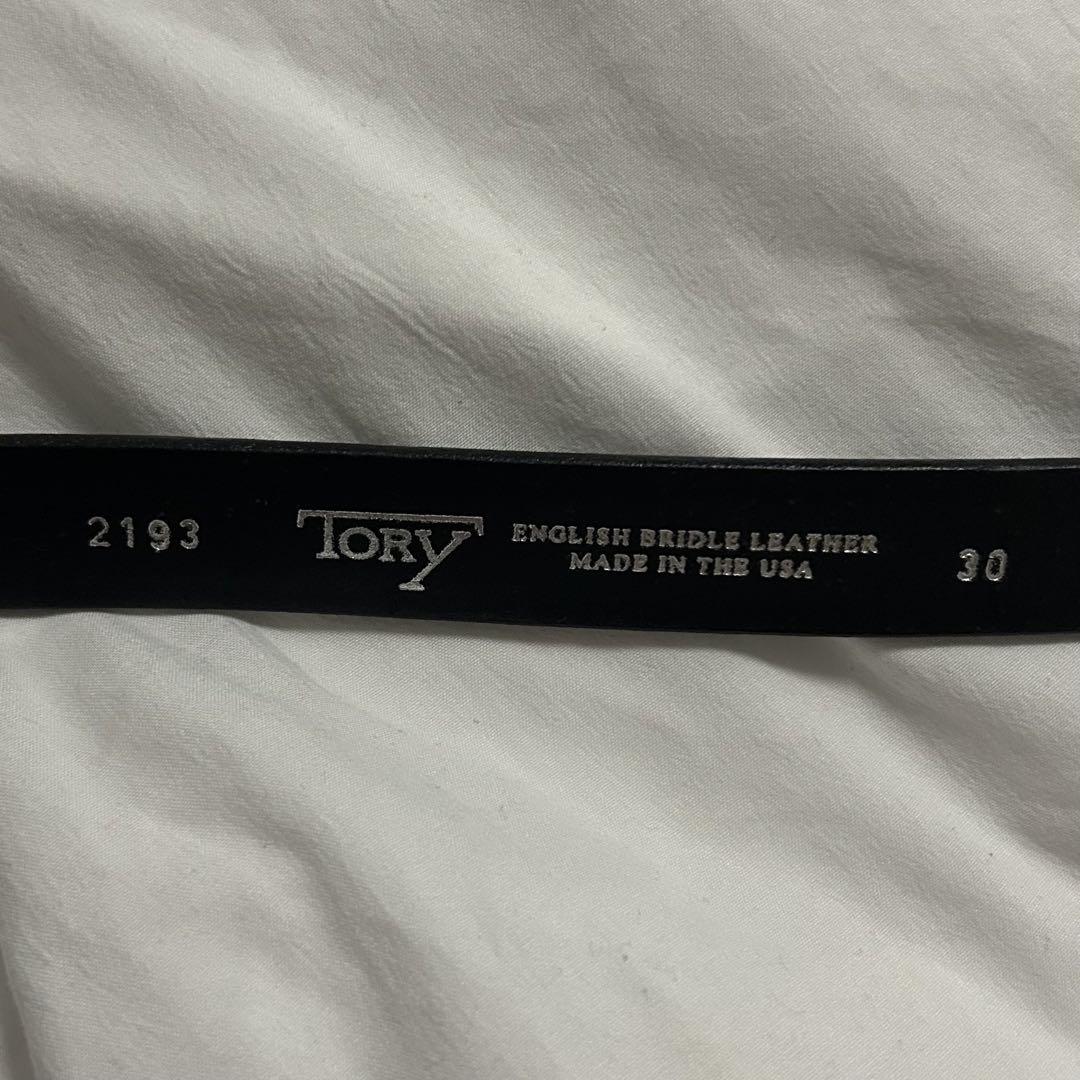 2193
TORY
ENGLISH BRIDLE LEATHER
MADE IN THE USA
30